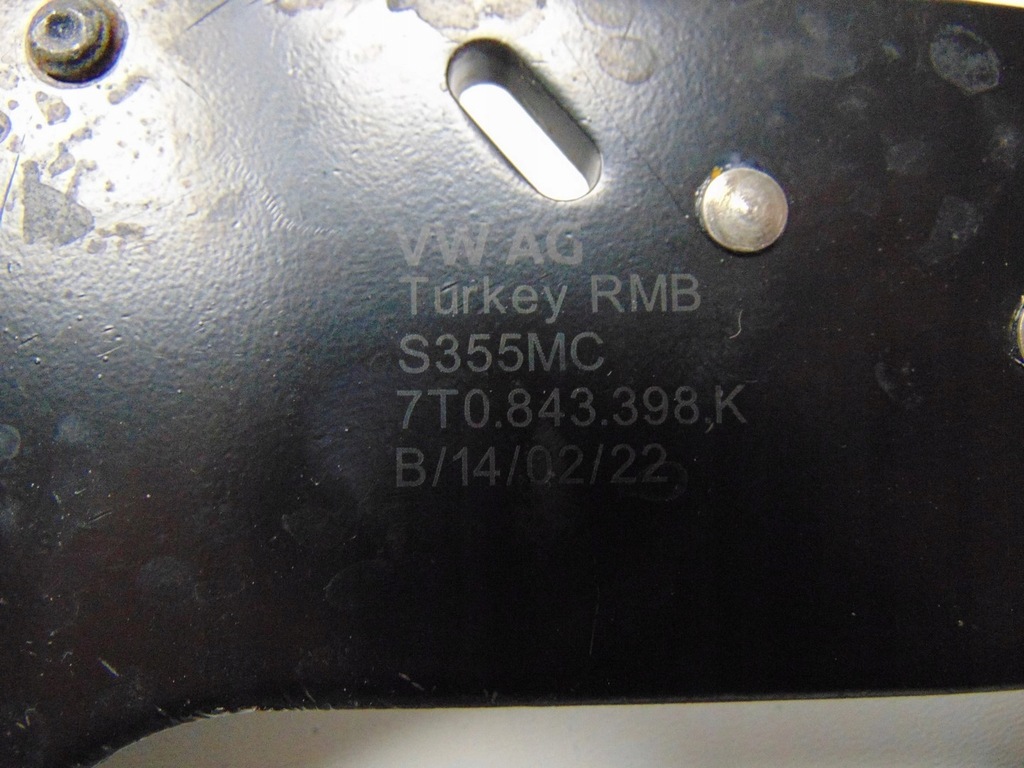 VW AG
Turkey RMB
S355MC
7T0.843.398.K
B/14/02/22